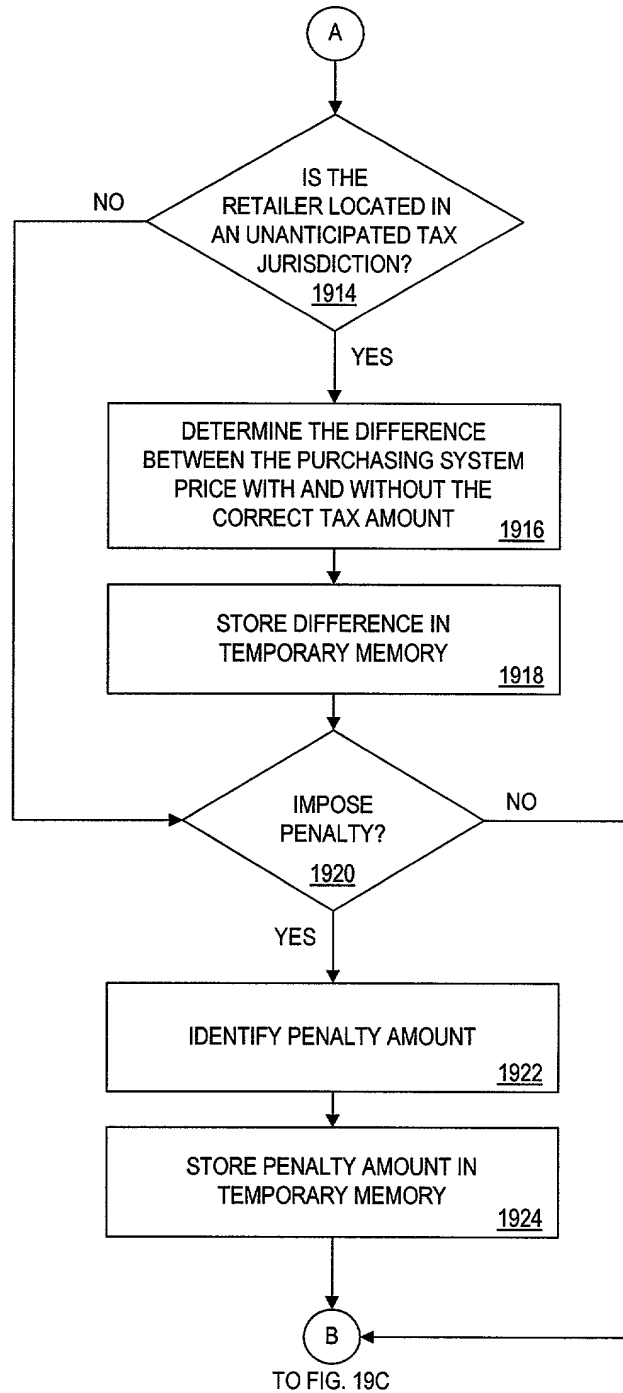 A
IS THE
RETAILER LOCATED IN
AN UNANTICIPATED TAX
JURISDICTION?
1914
NO
YES
DETERMINE THE DIFFERENCE
BETWEEN THE PURCHASING SYSTEM
PRICE WITH AND WITHOUT THE
CORRECT TAX AMOUNT
1916
STORE DIFFERENCE IN
TEMPORARY MEMORY
1918
IMPOSE
PENALTY?
1920
NO
YES
IDENTIFY PENALTY AMOUNT
1922
STORE PENALTY AMOUNT IN
TEMPORARY MEMORY
1924
B
TO FIG. 19C